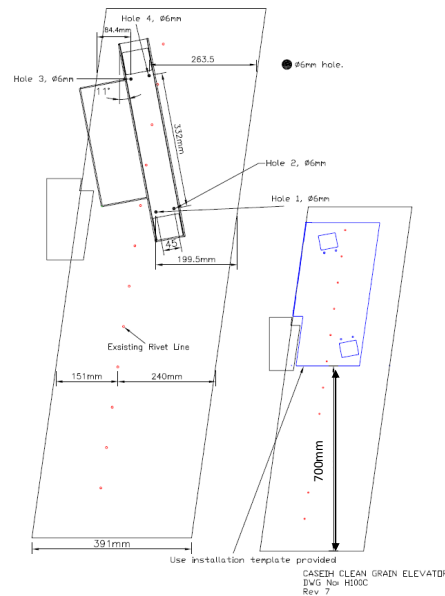 Hole 4, Ø6mm
84.4mm
263.5
Ø6mm hole.
Hole 3, Ø6mm
11°
332mm
Hole 2, Ø6mm
Hole 1, Ø6mm
45
199.5mm
Exsisting Rivet Line
151mm
240mm
700mm
391mm
Use installation template provided
CASEIH CLEAN GRAIN ELEVATOR
DWG No: H100C
Rev 7